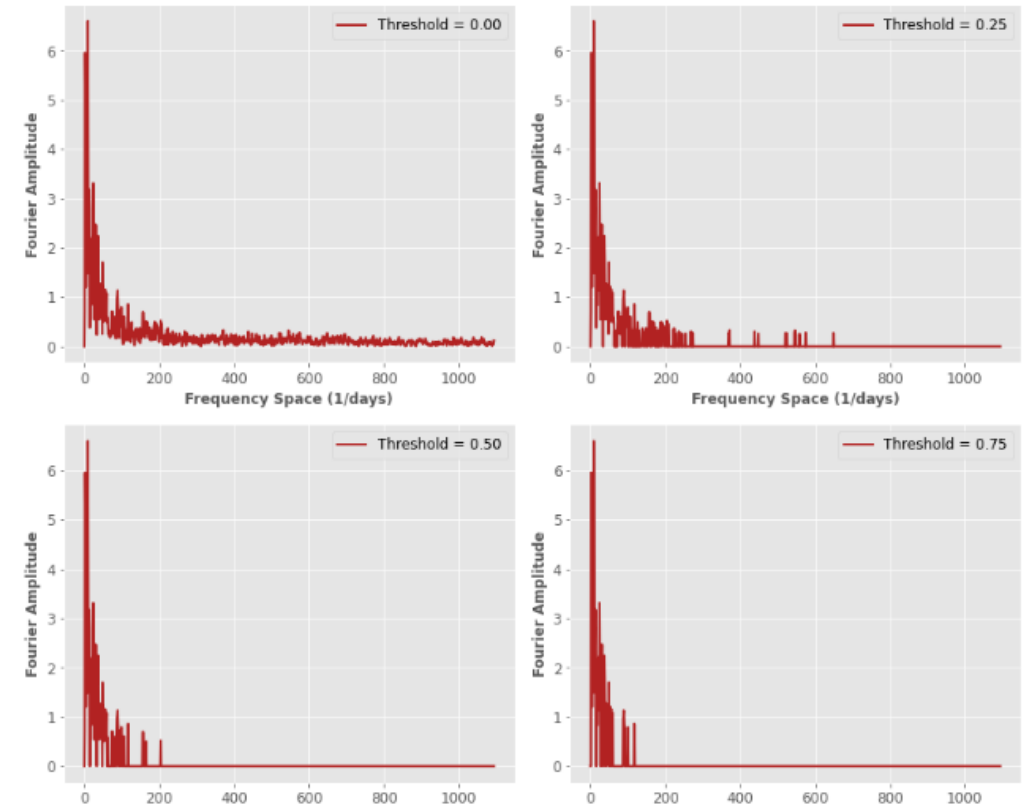 Threshold = 0.00
Fourier Amplitude
6
5
4
3
2
1
0
0 200 400 600 800 1000
Frequency Space (1/days)
Threshold = 0.25
Fourier Amplitude
6
5
4
3
2
1
0
0 200 400 600 800 1000
Frequency Space (1/days)
Threshold = 0.50
Fourier Amplitude
6
5
4
3
2
1
0
0 200 400 600 800 1000
Threshold = 0.75
Fourier Amplitude
6
5
4
3
2
1
0
0 200 400 600 800 1000